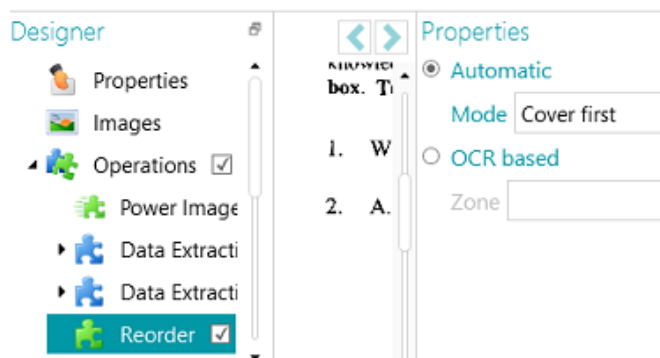 Designer
Properties
Images
Operations
Power Image
Data Extracti
Data Extracti
Reorder
box. T
1. W
2. A.
Properties
Automatic
Mode Cover first
OCR based
Zone